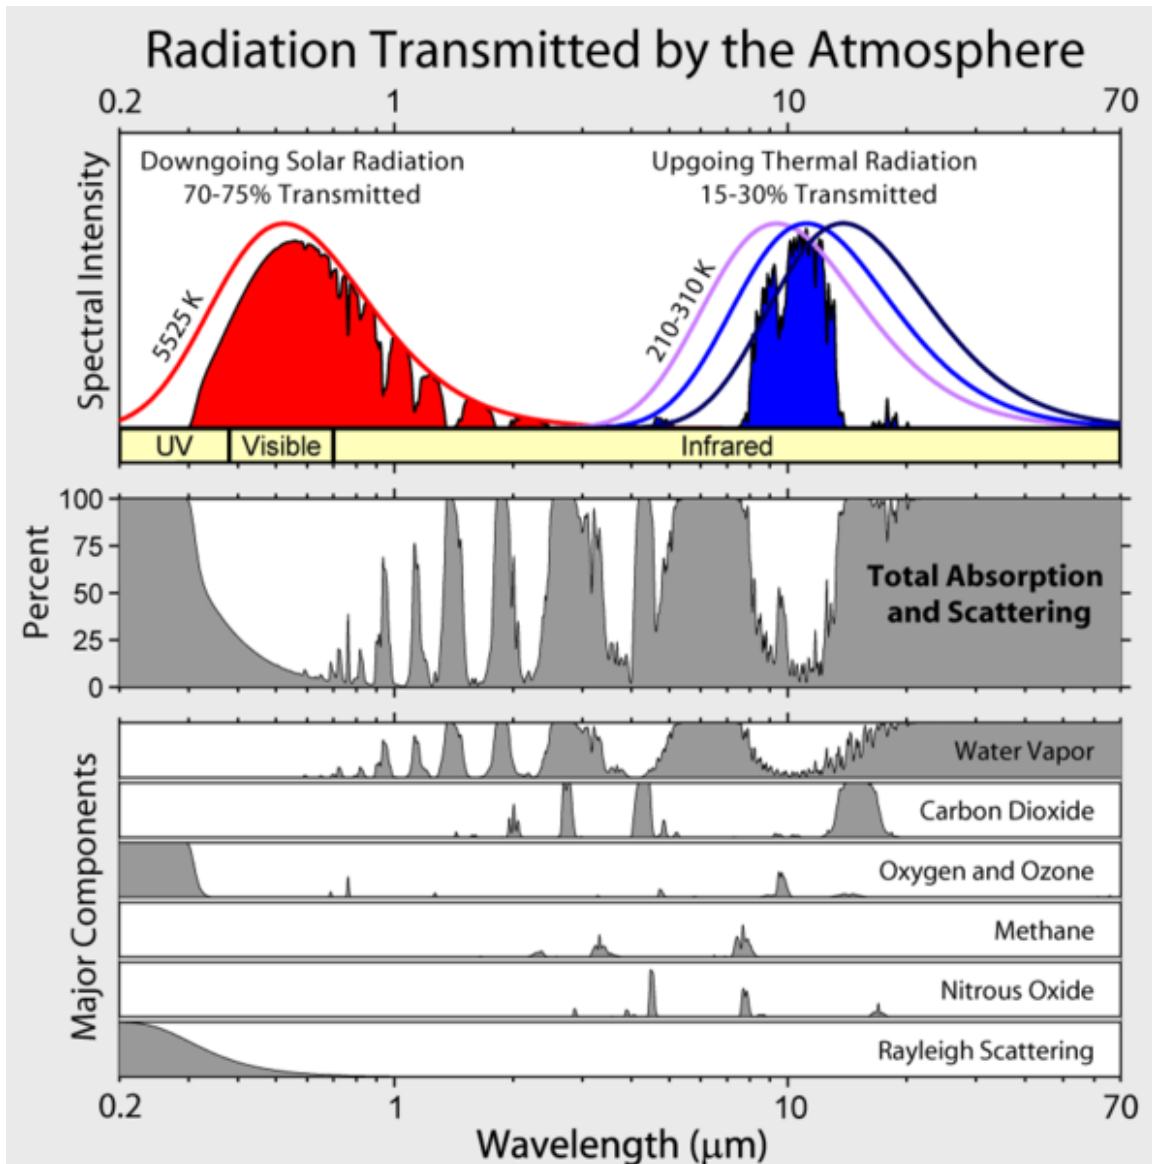 Radiation Transmitted by the Atmosphere
0.2 1 10 70
Downgoing Solar Radiation
70-75% Transmitted
Upgoing Thermal Radiation
15-30% Transmitted
Spectral Intensity
5525 K
210-310 K
UV Visible Infrared
Percent
100
75
50
25
0
Total Absorption
and Scattering
Major Components
Water Vapor
Carbon Dioxide
Oxygen and Ozone
Methane
Nitrous Oxide
Rayleigh Scattering
0.2 1 10 70
Wavelength (μm)